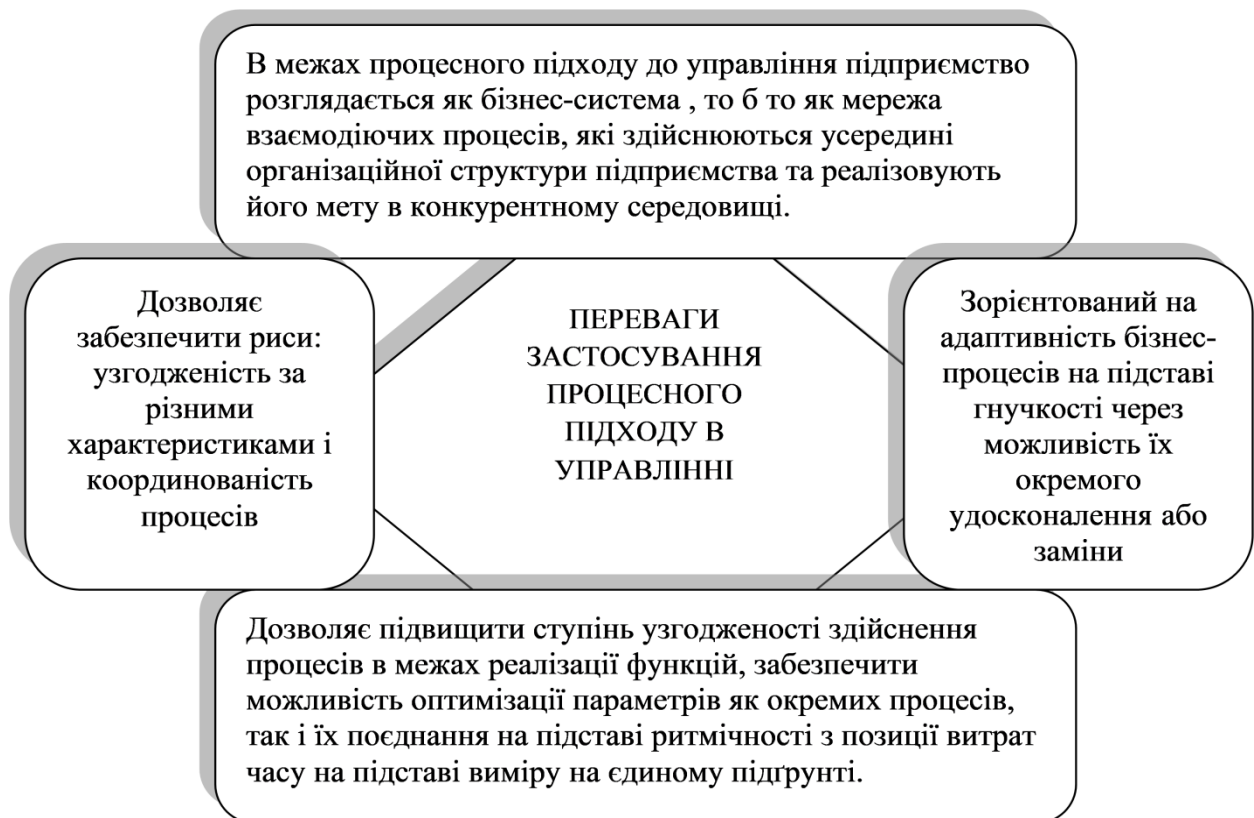 В межах процесного підходу до управління підприємство
розглядається як бізнес-система , то б то як мережа
взаємодіючих процесів, які здійснюються усередині
організаційної структури підприємства та реалізовують
його мету в конкурентному середовищі.
Дозволяє
забезпечити риси:
узгодженість за
різними
характеристиками і
координованість
процесів
ПЕРЕВАГИ
ЗАСТОСУВАННЯ
ПРОЦЕСНОГО
ПІДХОДУ В
УПРАВЛІННІ
Зорієнтований на
адаптивність бізнес-
процесів на підставі
гнучкості через
можливість їх
окремого
удосконалення або
заміни
Дозволяє підвищити ступінь узгодженості здійснення
процесів в межах реалізації функцій, забезпечити
можливість оптимізації параметрів як окремих процесів,
так і їх поєднання на підставі ритмічності з позиції витрат
часу на підставі виміру на єдиному підґрунті.